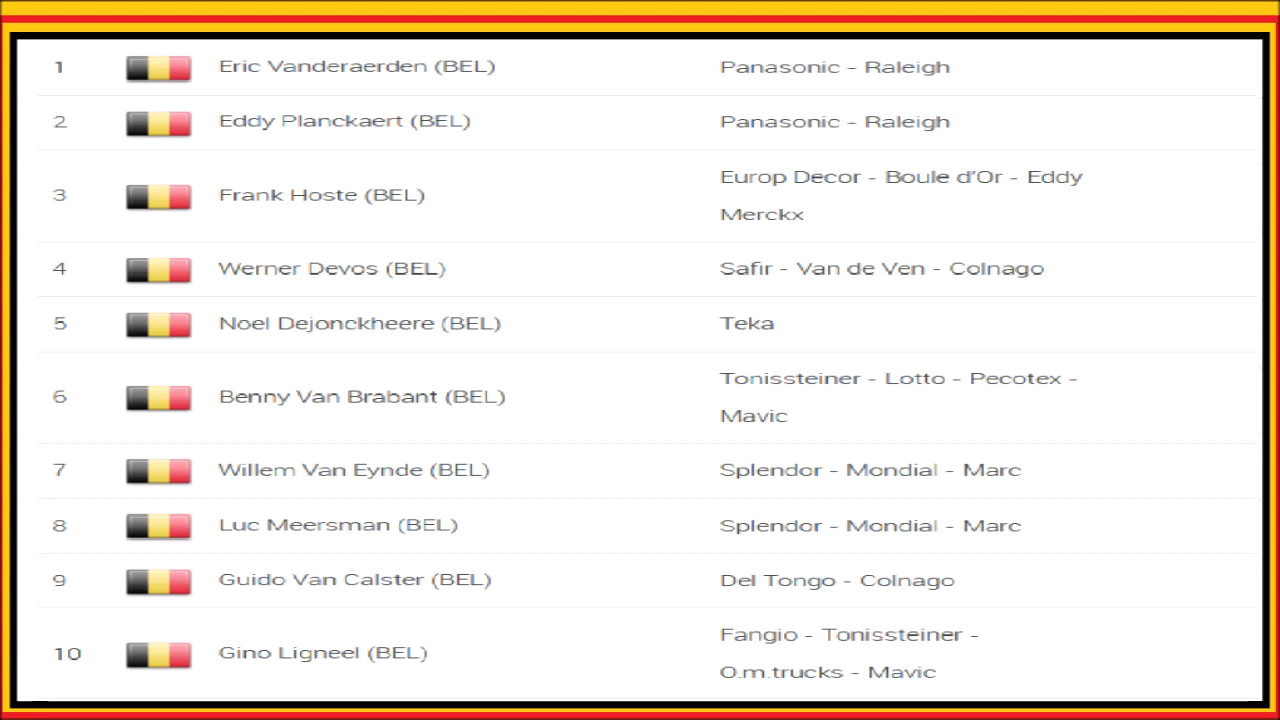 1 Eric Vanderaerden (BEL) Panasonic - Raleigh
2 Eddy Planckaert (BEL) Panasonic - Raleigh
3 Frank Hoste (BEL) Europ Decor - Boule d'Or - Eddy
Merckx
4 Werner Devos (BEL) Safir - Van de Ven - Colnago
5 Noel Dejonckheere (BEL) Teka
6 Benny Van Brabant (BEL) Tonissteiner - Lotto - Pecotex -
Mavic
7 Willem Van Eynde (BEL) Splendor - Mondial - Marc
8 Luc Meersman (BEL) Splendor - Mondial - Marc
9 Guido Van Calster (BEL) Del Tongo - Colnago
10 Gino Ligneel (BEL) Fangio - Tonissteiner -
O.m.trucks - Mavic